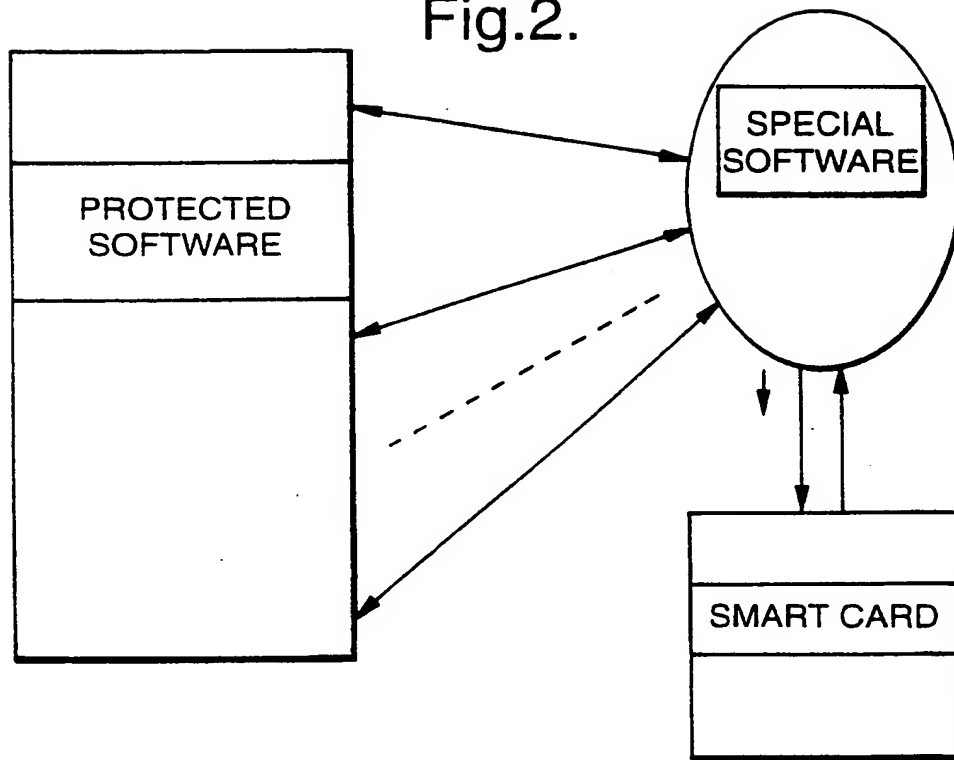 Fig.2.
PROTECTED
SOFTWARE
SPECIAL
SOFTWARE
SMART CARD